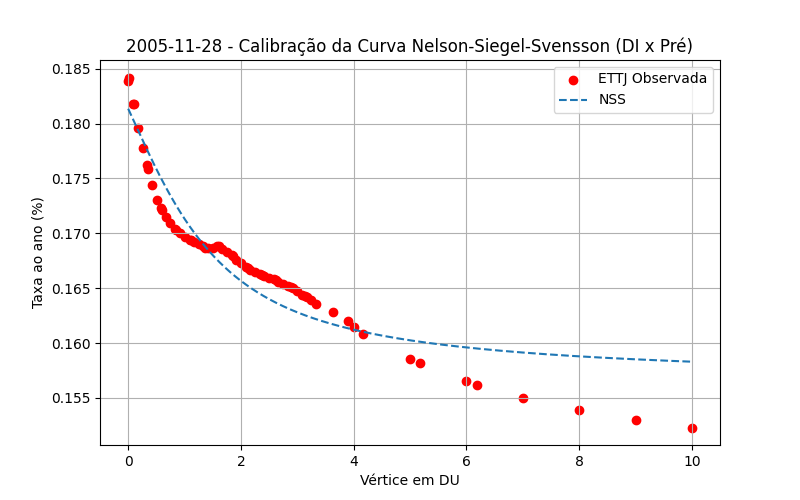 2005-11-28 - Calibração da Curva Nelson-Siegel-Svensson (DI x Pré)
ETTJ Observada
NSS
Taxa ao ano (%)
0.185
0.180
0.175
0.170
0.165
0.160
0.155
0 2 4 6 8 10
Vértice em DU